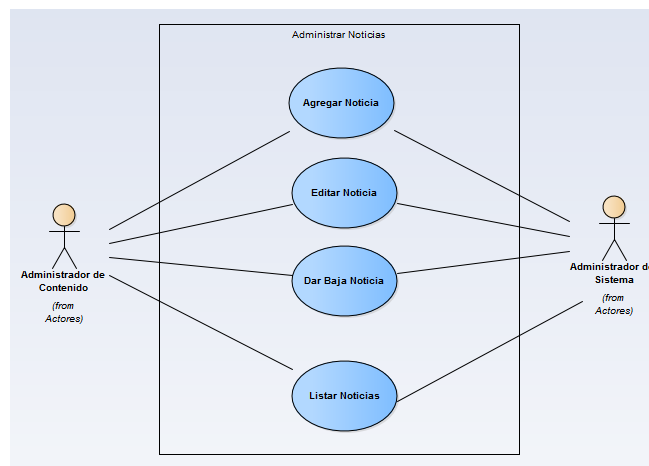 Administrar Noticias
Agregar Noticia
Editar Noticia
Dar Baja Noticia
Listar Noticias
Administrador de
Contenido
(from
Actores)
Administrador de
Sistema
(from
Actores)